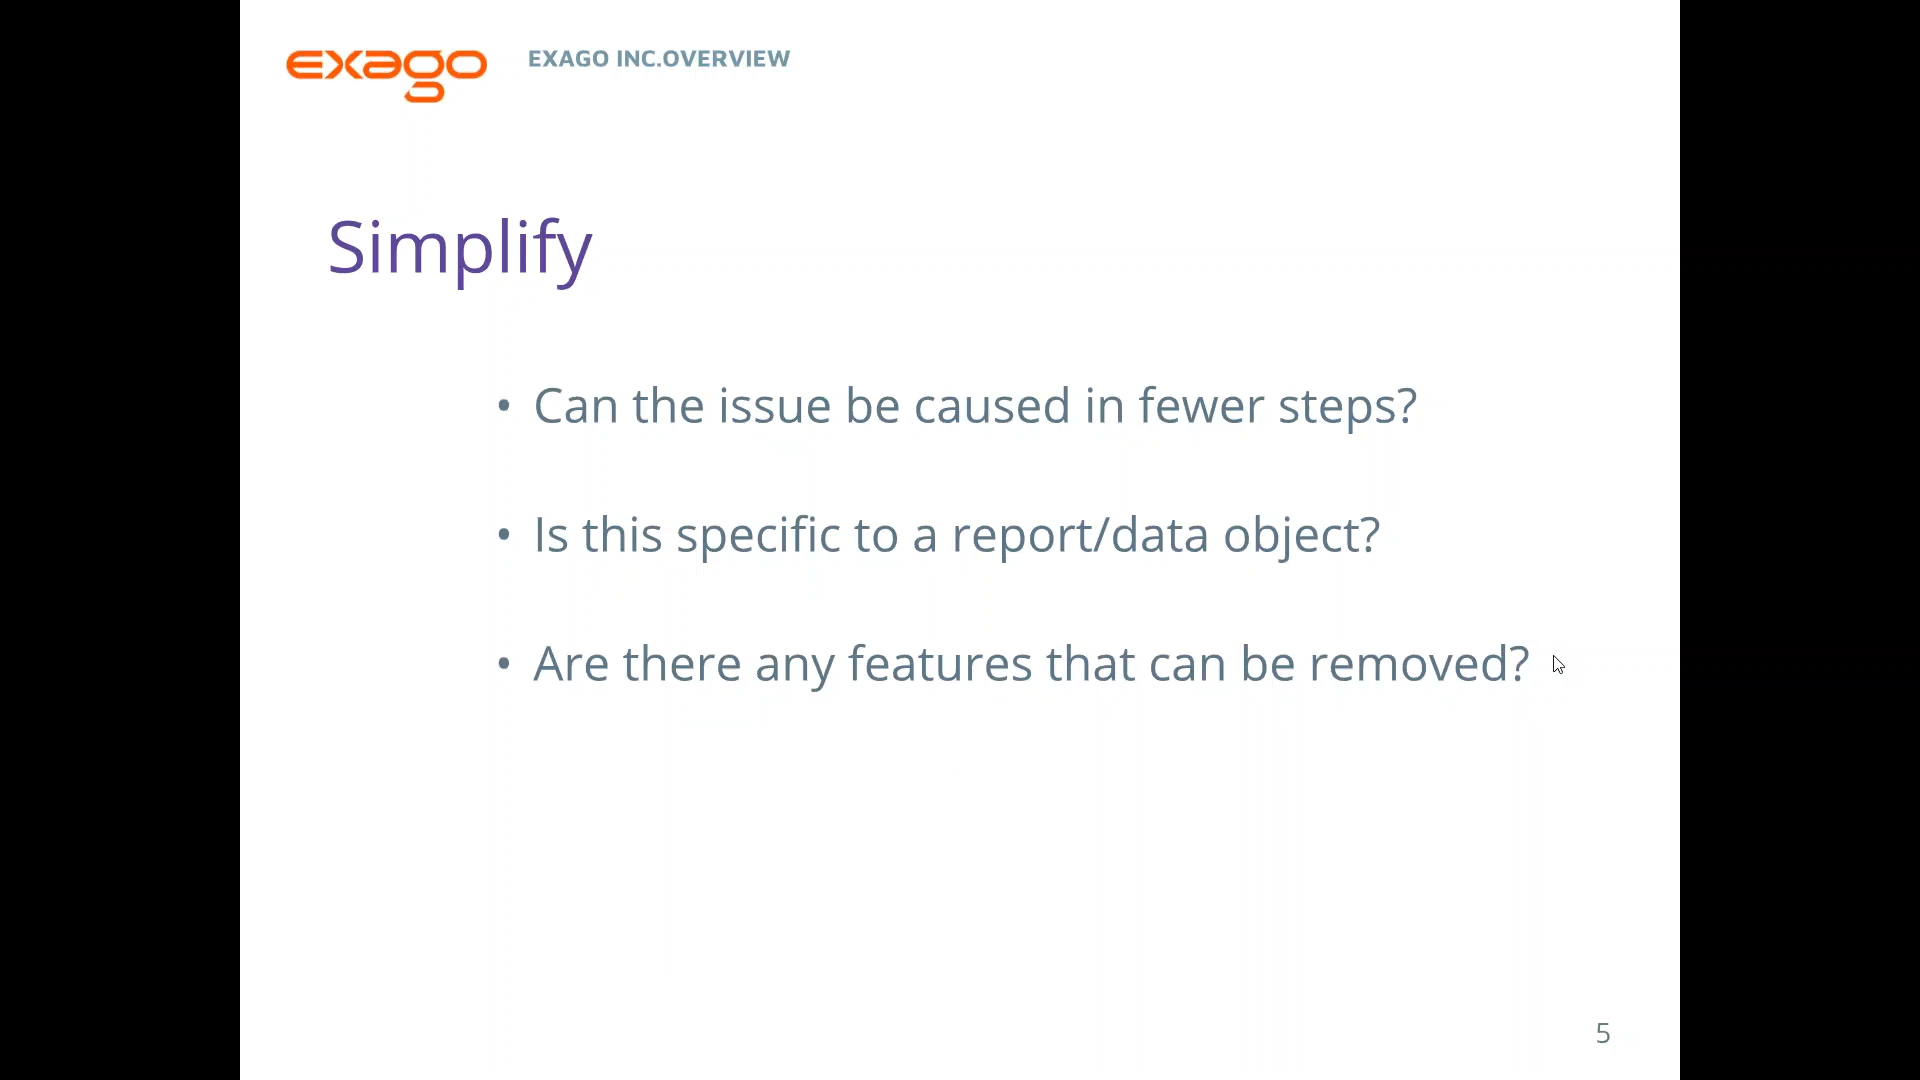 exago
EXAGO INC.OVERVIEW
Simplify
• Can the issue be caused in fewer steps?
• Is this specific to a report/data object?
• Are there any features that can be removed?
5